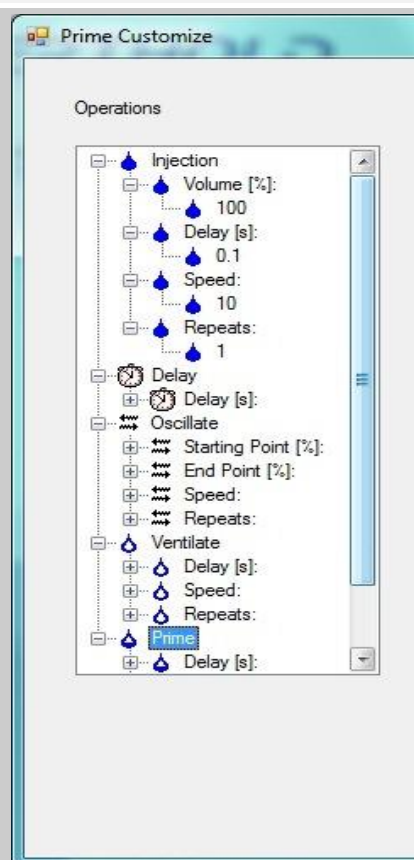 Prime Customize
Operations
Injection
Volume [%]:
100
Delay [s]:
0.1
Speed:
10
Repeats:
1
Delay
Delay [s]:
Oscillate
Starting Point [%]:
End Point [%]:
Speed:
Repeats:
Ventilate
Delay [s]:
Speed:
Repeats:
Prime
Delay [s]: